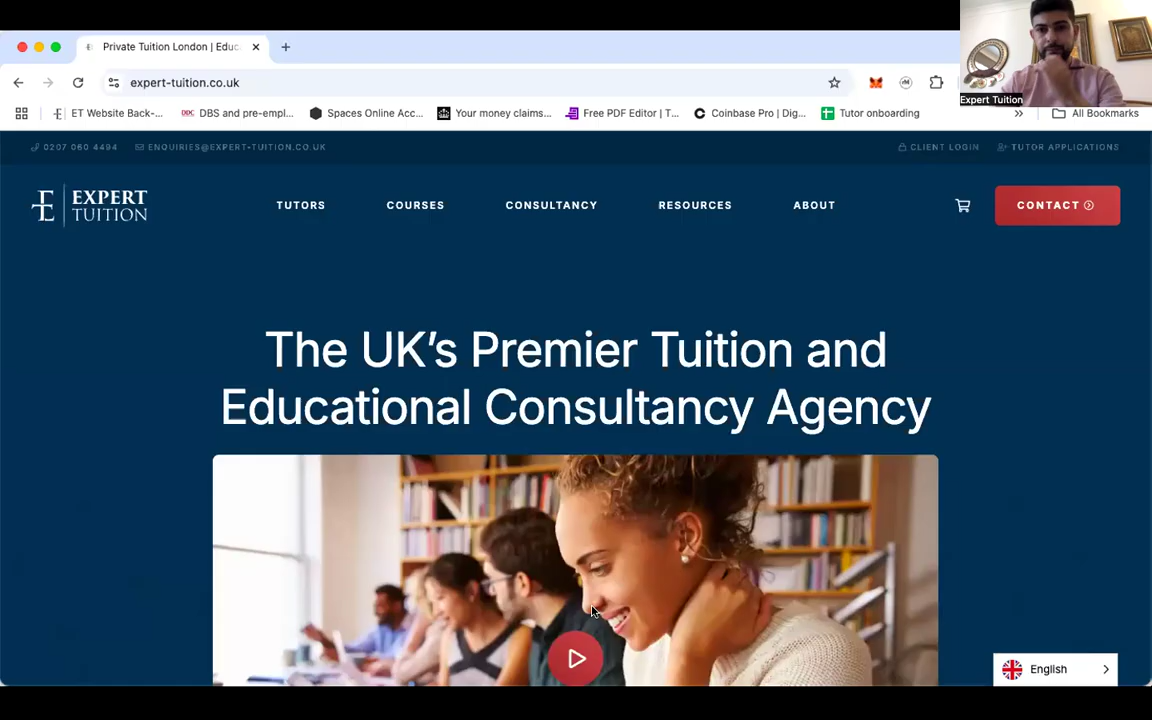 Private Tuition London | Educ
expert-tuition.co.uk
Expert Tuition
ET Website Back-...
DDC DBS and pre-empl...
Spaces Online Acc...
Your money claims...
Free PDF Editor | T...
Coinbase Pro | Dig...
Tutor onboarding
»
All Bookmarks
0207 060 4494
ENQUIRIES@EXPERT-TUITION.CO.UK
CLIENT LOGIN
TUTOR APPLICATIONS
EXPERT
TUITION
TUTORS
COURSES
CONSULTANCY
RESOURCES
ABOUT
CONTACT
The UK’s Premier Tuition and
Educational Consultancy Agency
English